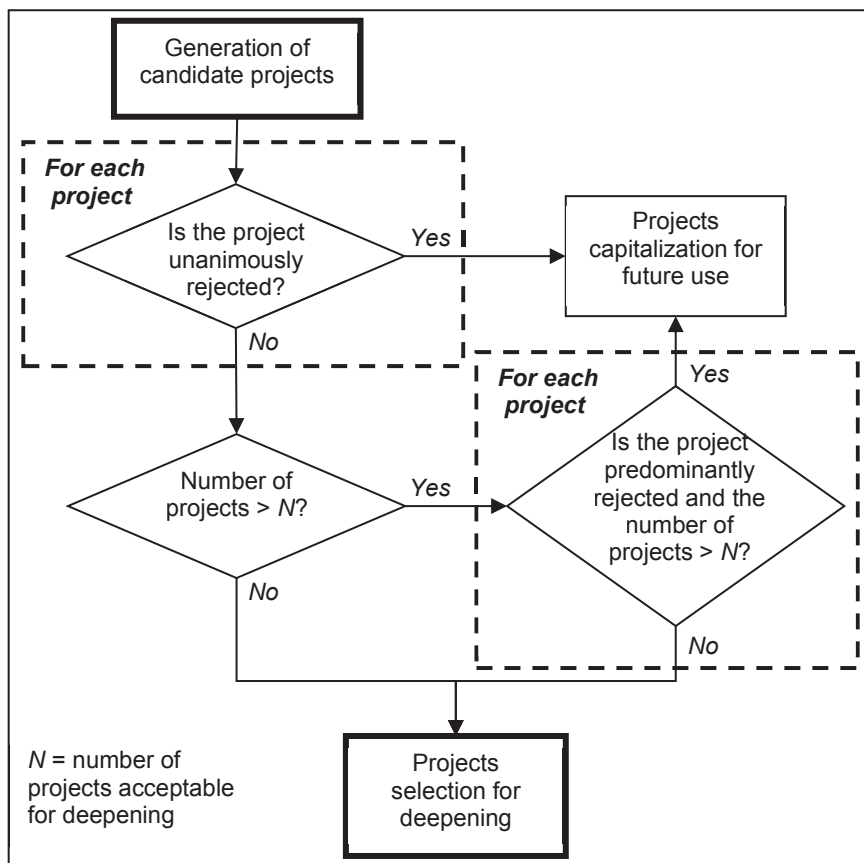 Generation of
candidate projects
For each
project
Is the project
unanimously
rejected?
Yes
No
Projects
capitalization for
future use
For each
project
Yes
Number of
projects > N?
Yes
No
Is the project
predominantly
rejected and the
number of
projects > N?
No
N = number of
projects acceptable
for deepening
Projects
selection for
deepening